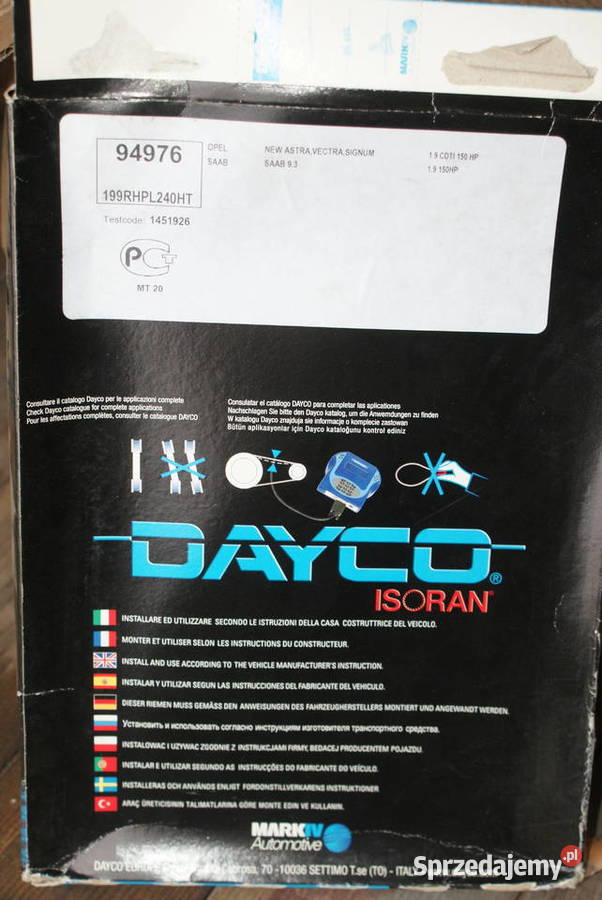 MARK
94976
199RHPL240HT
OPEL NEW ASTRA,VECTRA,SIGNUM 1.9 CDTI 150 HP
SAAB SAAB 9.3 1.9 150HP
Testcode: 1451926
РСТ
MT 20
Consultare il catalogo Dayco per le applicazioni complete
Check Dayco catalogue for complete applications
Pour les affectations complètes, consulter le catalogue DAYCO
Consulatar el catálogo DAYCO para completar las aplicationes
Nachschlagen Sie bitte den Dayco katalog, um die Anwendungen zu finden
W katalogu Dayco znajduja sie informacje o komplecie zastowan
Bütün aplikasyonlar için Dayco kataloğunu kontrol ediniz
DAYCO®
ISORAN
INSTALLARE ED UTILIZZARE SECONDO LE ISTRUZIONI DELLA CASA COSTRUTTRICE DEL VEICOLO.
MONTER ET UTILISER SELON LES INSTRUCTIONS DU CONSTRUCTEUR.
INSTALL AND USE ACCORDING TO THE VEHICLE MANUFACTURER'S INSTRUCTION.
INSTALAR Y UTILIZAR SEGUN LAS INSTRUCCIONES DEL FABRICANTE DEL VEHICULO.
DIESER RIEMEN MUSS GEMÄSS DEN ANWEISUNGEN DES FAHRZEUGHERSTELLERS MONTIERT UND ANGEWANDT WERDEN.
Установить и использовать согласно инструкциям изготовителя транспортного средства.
INSTALOWAC I UZYWAC ZGODNIE Z INSTRUKCJAMI FIRMY, BEDACEJ PRODUCENTEM POJAZDU.
INSTALAR E UTILIZAR SEGUNDO AS INSTRUCÇÕES DO FABRICANTE DO VEÍCULO.
INSTALLERAS OCH ANVÄNDS ENLIGT FORDONSTILLVERKARENS INSTRUKTIONER
ARAÇ ÜRETICISININ TALIMATLARINA GÖRE MONTE EDIN VE KULLANIN.
MARK IV
Automotive
DAYCO EUROPE 70 -10036 SETTIMO T.se (TO) - ITALY
Sprzedajemy.pl